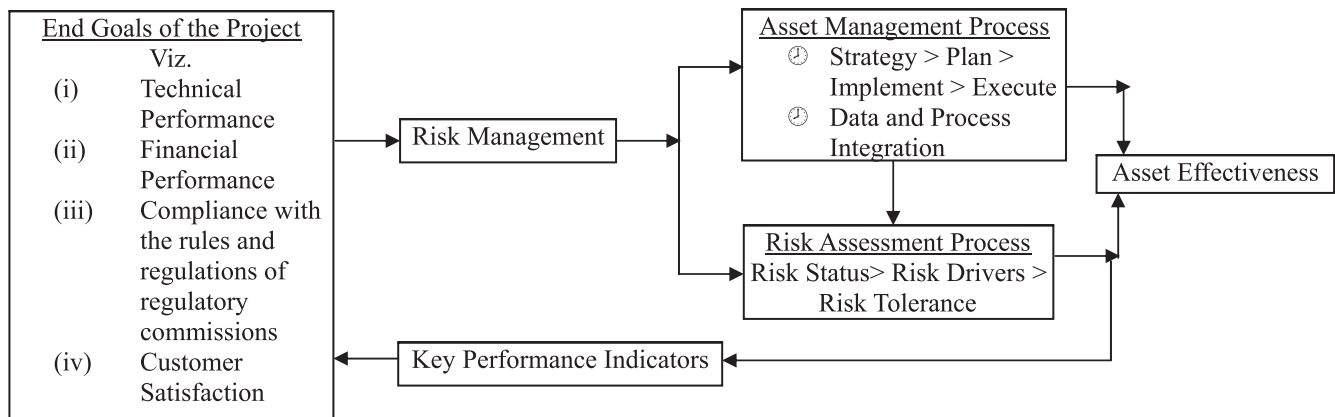 End Goals of the Project
Viz.
(i) Technical
Performance
(ii) Financial
Performance
(iii) Compliance with
the rules and
regulations of
regulatory
commissions
(iv) Customer
Satisfaction
Risk Management
Asset Management Process
Strategy > Plan >
Implement > Execute
Data and Process
Integration
Risk Assessment Process
Risk Status> Risk Drivers >
Risk Tolerance
Asset Effectiveness
Key Performance Indicators